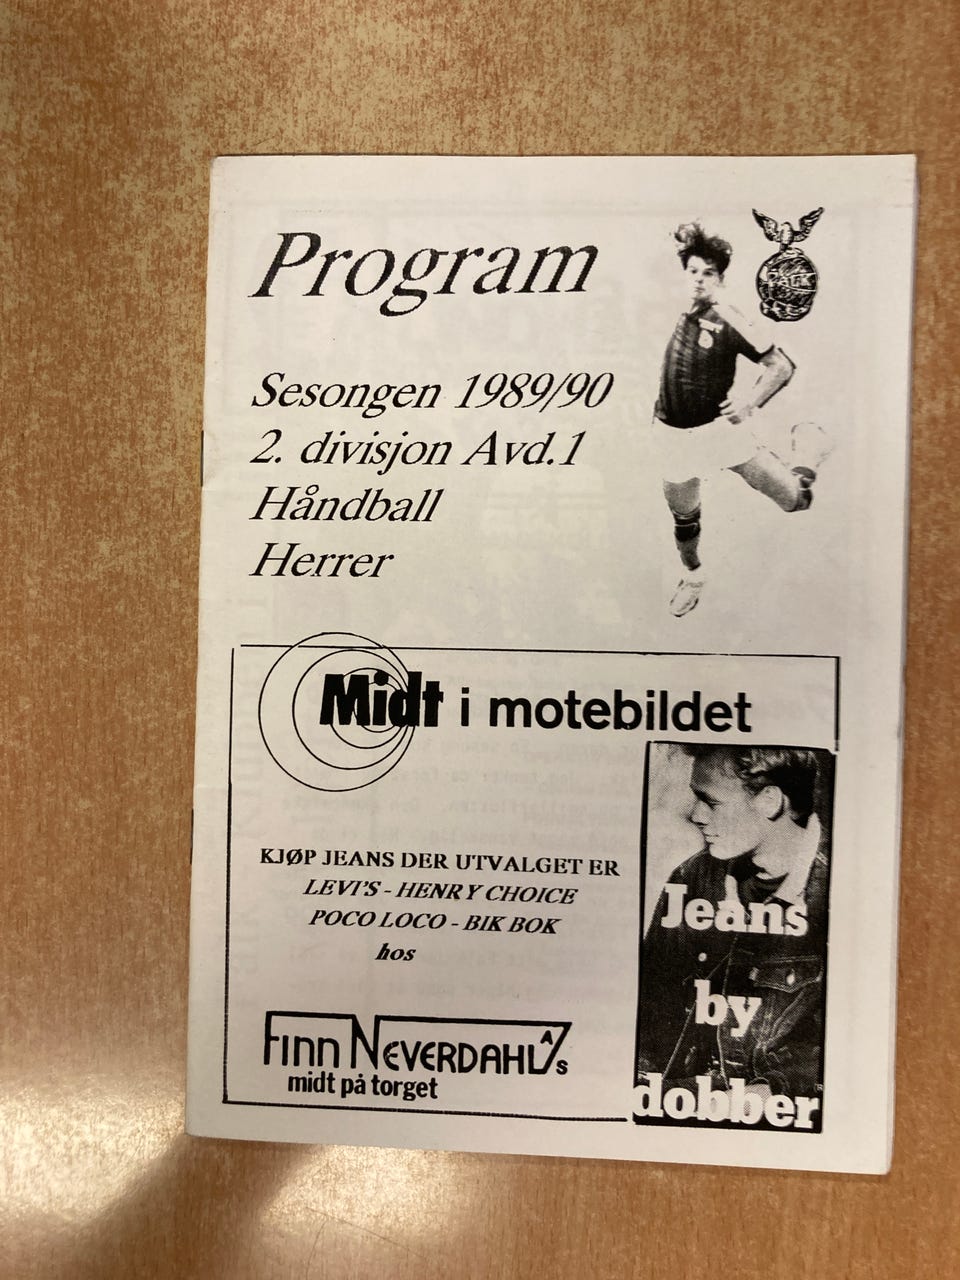 Program
FALK
Sesongen 1989/90
2. divisjon Avd.1
Håndball
Herrer
Midt i motebildet
KJØP JEANS DER UTVALGET ER
LEVI'S - HENRY CHOICE
POCO LOCO - BIK BOK
hos
FINN NEVERDAHL A/S
midt på torget
Jeans
by
dobber